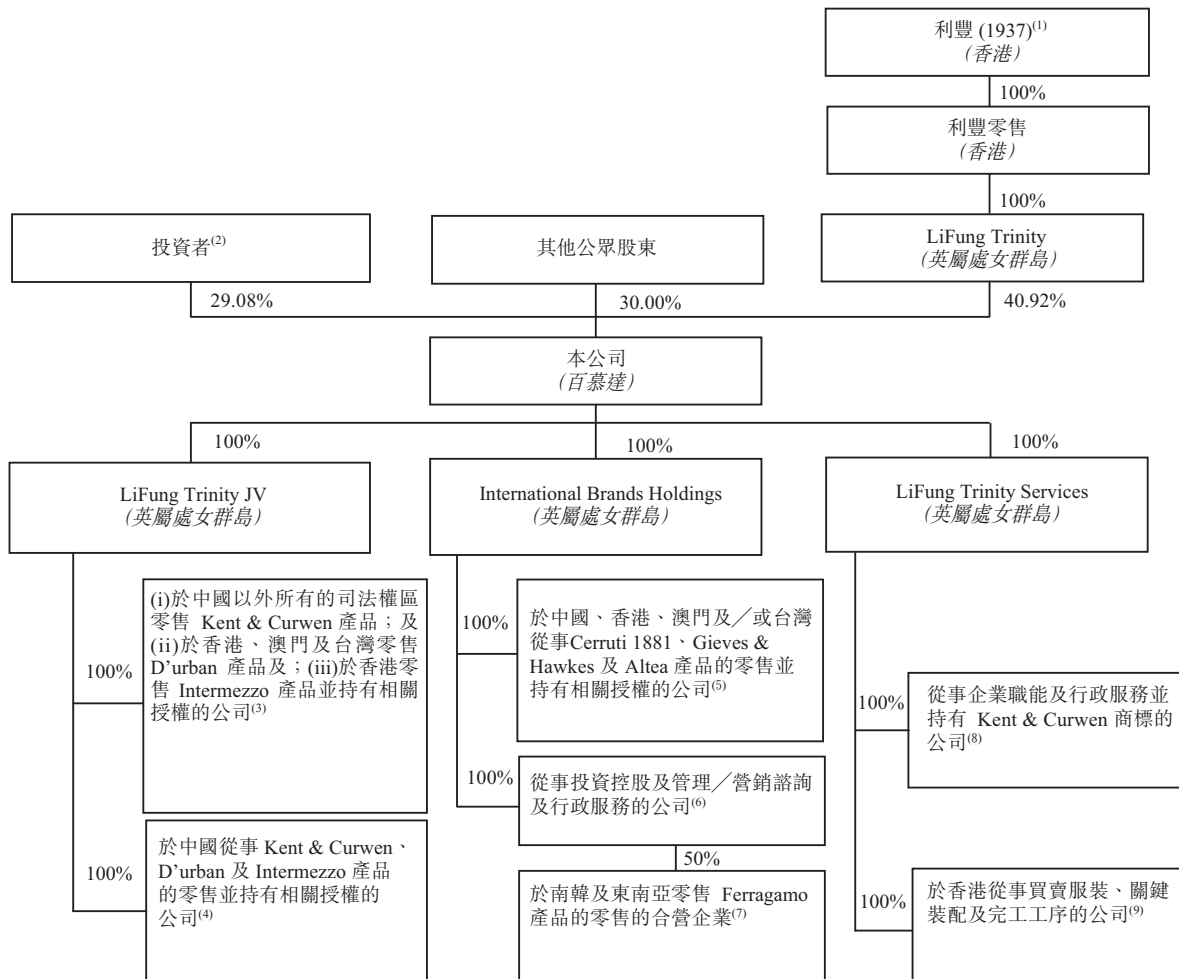 利豐 (1937)(1)
（香港）
100%
利豐零售
（香港）
100%
投資者(2)
其他公眾股東
LiFung Trinity
（英屬處女群島）
29.08%
30.00%
40.92%
本公司
（百慕達）
100%
100%
100%
LiFung Trinity JV
（英屬處女群島）
International Brands Holdings
（英屬處女群島）
LiFung Trinity Services
（英屬處女群島）
100%
(i)於中國以外所有的司法權區
零售 Kent & Curwen 產品；及
(ii)於香港、澳門及台灣零售
D'urban 產品及；(iii)於香港零
售 Intermezzo 產品並持有相關
授權的公司(3)
100%
於中國從事 Kent & Curwen、
D’urban 及 Intermezzo 產品
的零售並持有相關授權的
公司(4)
100%
於中國、香港、澳門及／或台灣
從事Cerruti 1881、Gieves &
Hawkes 及 Altea 產品的零售並
持有相關授權的公司(5)
100%
從事投資控股及管理／營銷諮詢
及行政服務的公司(6)
50%
於南韓及東南亞零售 Ferragamo
產品的零售的合營企業(7)
100%
從事企業職能及行政服務並
持有 Kent & Curwen 商標的
公司(8)
100%
於香港從事買賣服裝、關鍵
裝配及完工工序的公司(9)